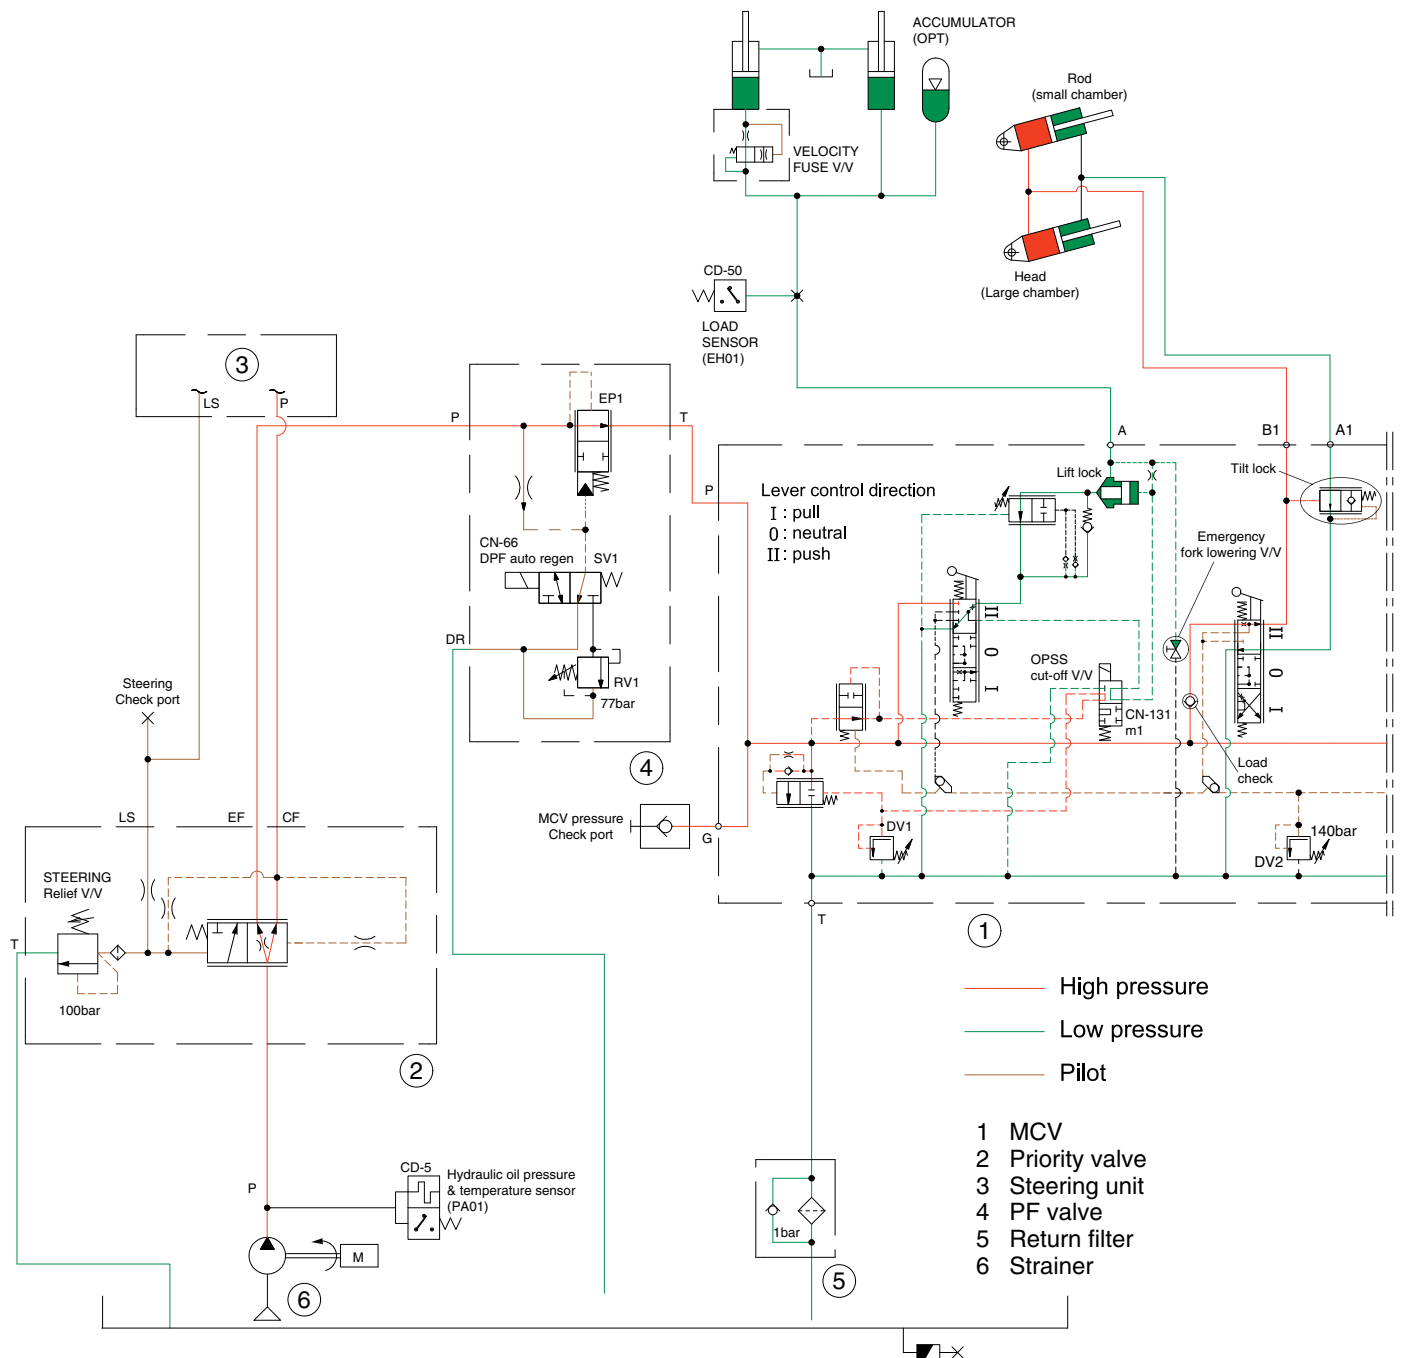 ACCUMULATOR
(OPT)
Rod
(small chamber)
VELOCITY
FUSE V/V
CD-50
Head
(Large chamber)
LOAD
SENSOR
(EH01)
3
LS
P
EP1
P
T
A
B1
A1
Lift lock
Tilt lock
P
Lever control direction
I : pull
0 : neutral
II : push
CN-66
DPF auto regen
SV1
Emergency
fork lowering V/V
II
0
I
II
0
I
DR
OPSS
cut-off V/V
RV1
77bar
CN-131
m1
Steering
Check port
4
Load
check
LS
EF
CF
MCV pressure
Check port
G
DV1
140bar
DV2
STEERING
Relief V/V
T
T
1
100bar
High pressure
Low pressure
Pilot
2
1 MCV
2 Priority valve
3 Steering unit
4 PF valve
5 Return filter
6 Strainer
CD-5
Hydraulic oil pressure
& temperature sensor
(PA01)
P
M
1bar
5
6